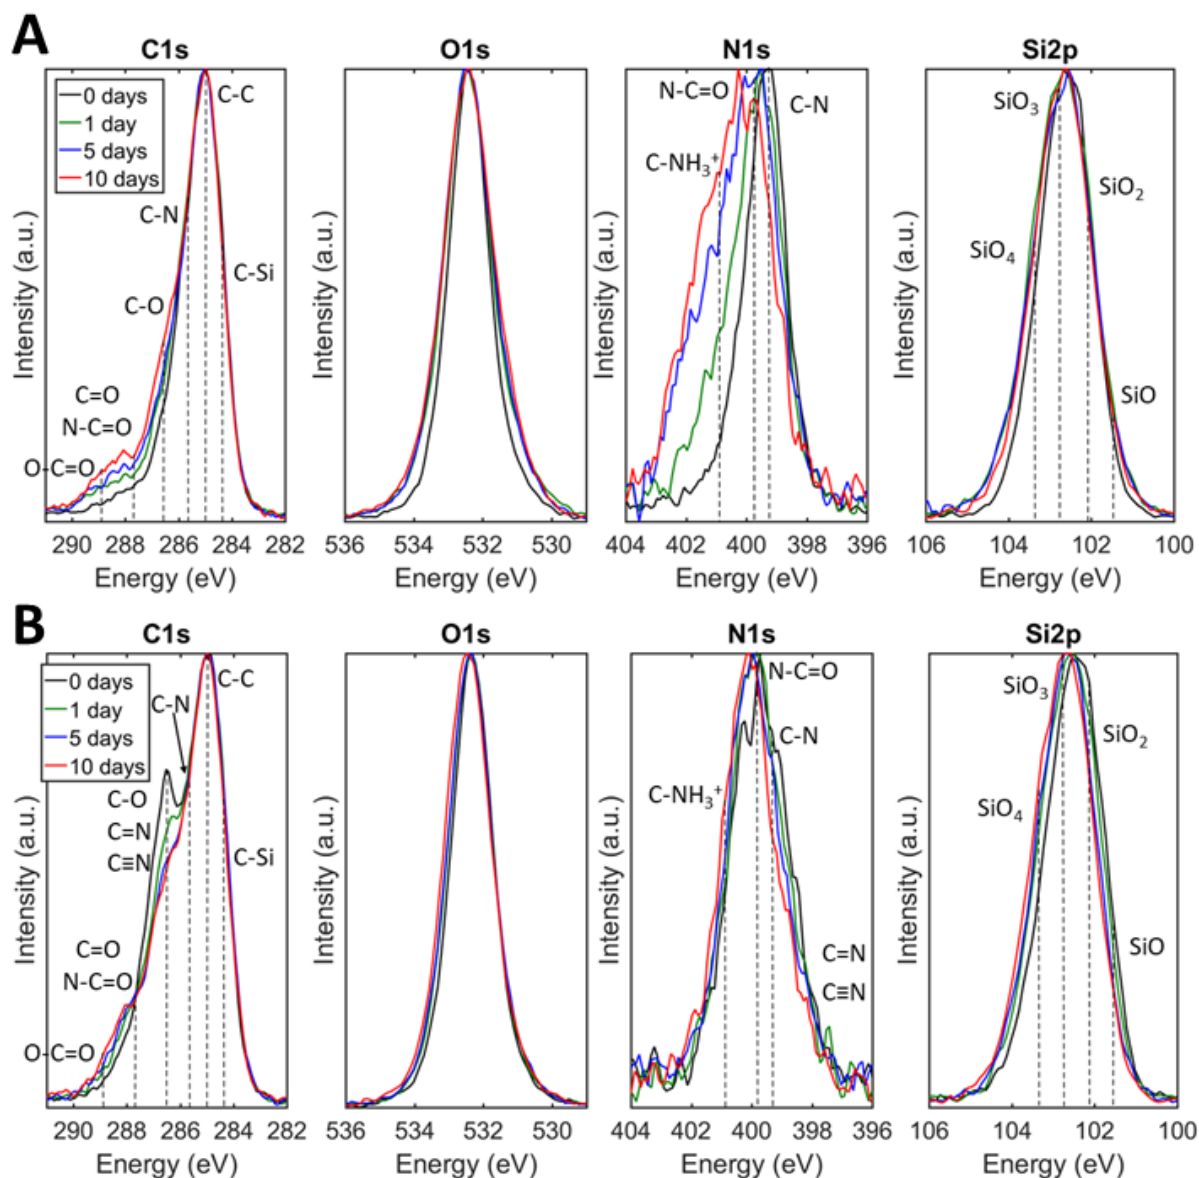 A
C1s
O1s
N1s
Si2p
0 days
1 day
5 days
10 days
C-C
C-N
C-Si
C-O
C=O
N-C=O
O-C=O
N-C=O
C-N
C-NH₃⁺
SiO₃
SiO₂
SiO₄
SiO
Intensity (a.u.)
Intensity (a.u.)
Intensity (a.u.)
Intensity (a.u.)
290 288 286 284 282
536 534 532 530
404 402 400 398 396
106 104 102 100
Energy (eV)
Energy (eV)
Energy (eV)
Energy (eV)
B
C1s
O1s
N1s
Si2p
0 days
1 day
5 days
10 days
C-C
C-N
C-O
C=N
C≡N
C-Si
C=O
N-C=O
O-C=O
N-C=O
C-N
C-NH₃⁺
C=N
C≡N
SiO₃
SiO₂
SiO₄
SiO
Intensity (a.u.)
Intensity (a.u.)
Intensity (a.u.)
Intensity (a.u.)
290 288 286 284 282
536 534 532 530
404 402 400 398 396
106 104 102 100
Energy (eV)
Energy (eV)
Energy (eV)
Energy (eV)